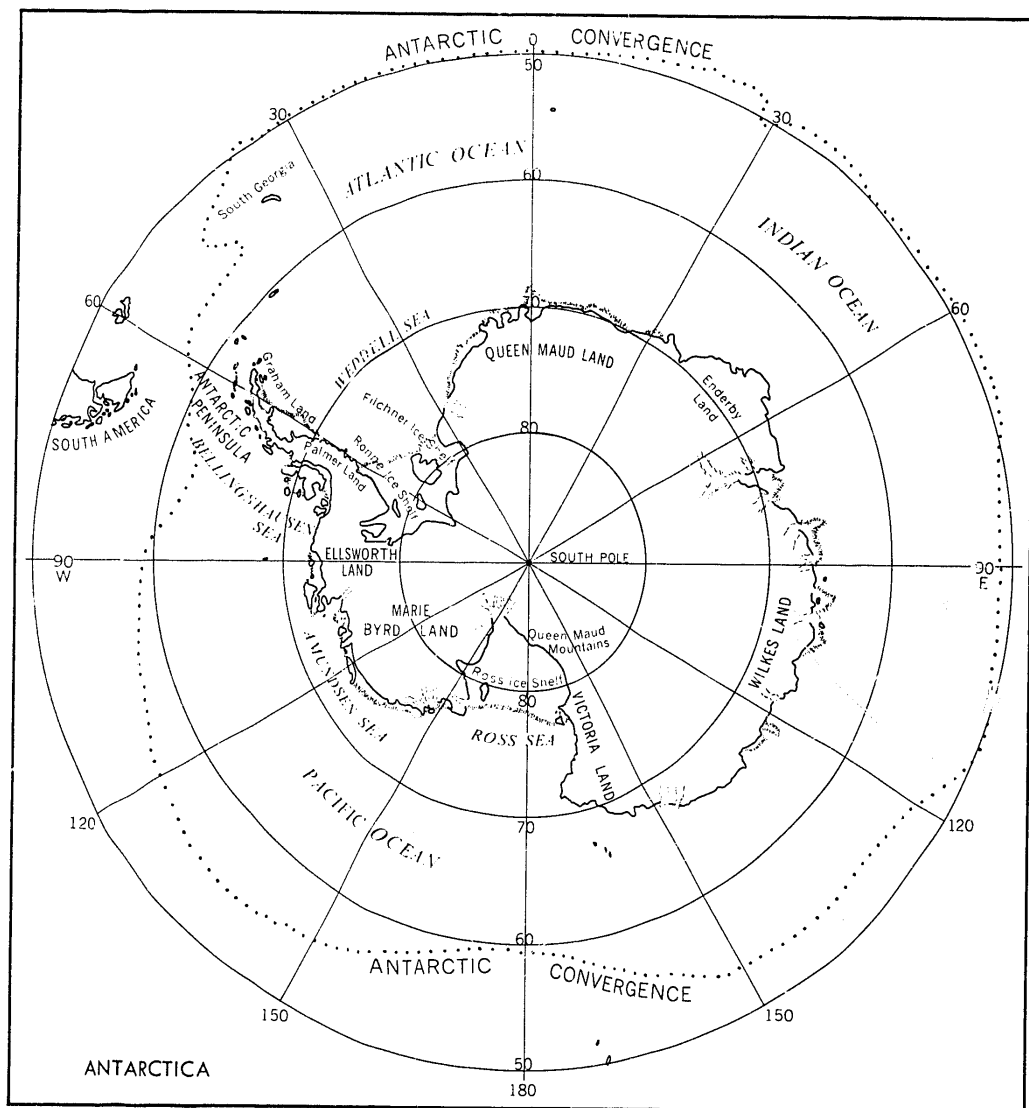 ANTARCTIC 0 CONVERGENCE
50
30
30
ATLANTIC OCEAN
60
South Georgia
INDIAN OCEAN
60
60
70
WEDDELL SEA
QUEEN MAUD LAND
Graham Land
Enderby
Land
Filchner Ice Shelf
ANTARCTIC
PENINSULA
SOUTH AMERICA
80
Ronne Ice Shelf
Palmer Land
BELLINGSHAUSEN
SEA
90
W
ELLSWORTH
LAND
SOUTH POLE
90
E
MARIE
BYRD LAND
Queen Maud
Mountains
WILKES LAND
AMUNDSEN SEA
Ross Ice Shelf
80
VICTORIA LAND
ROSS SEA
PACIFIC OCEAN
70
120
120
60
ANTARCTIC CONVERGENCE
150
150
50
180
ANTARCTICA